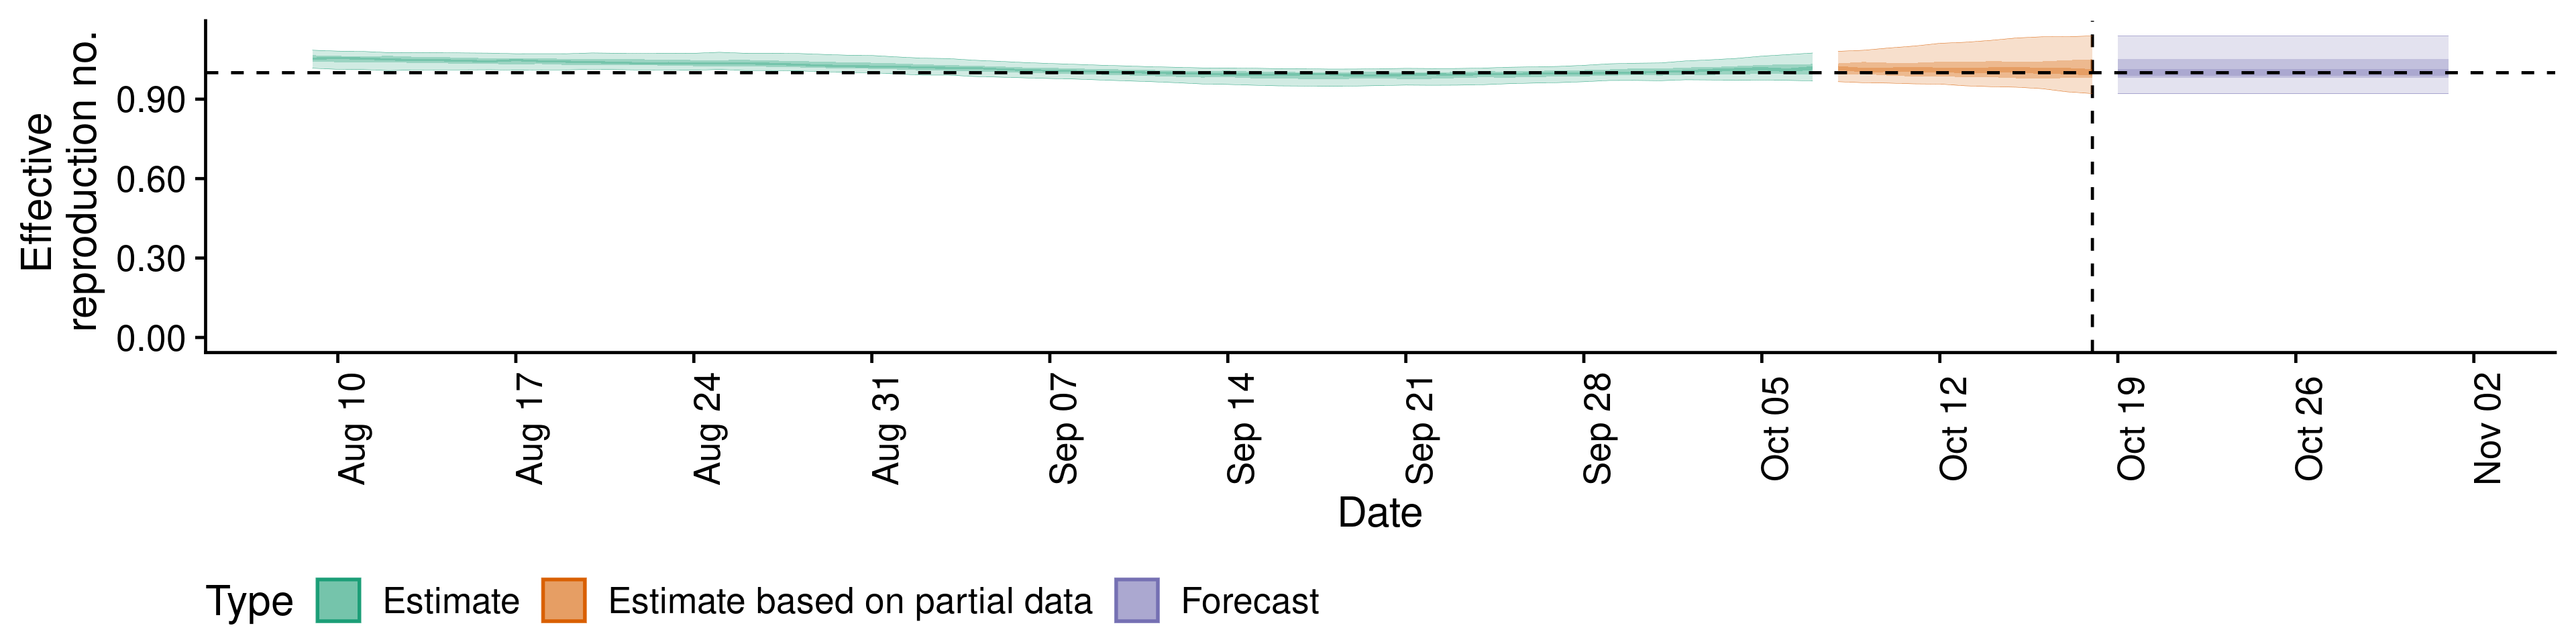 Effective
reproduction no.
0.90
0.60
0.30
0.00
Aug 10
Aug 17
Aug 24
Aug 31
Sep 07
Sep 14
Sep 21
Sep 28
Oct 05
Oct 12
Oct 19
Oct 26
Nov 02
Date
Type Estimate Estimate based on partial data Forecast